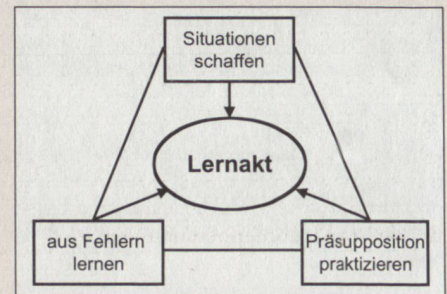 Situationen
schaffen
Lernakt
aus Fehlern
lernen
Präsupposition
praktizieren